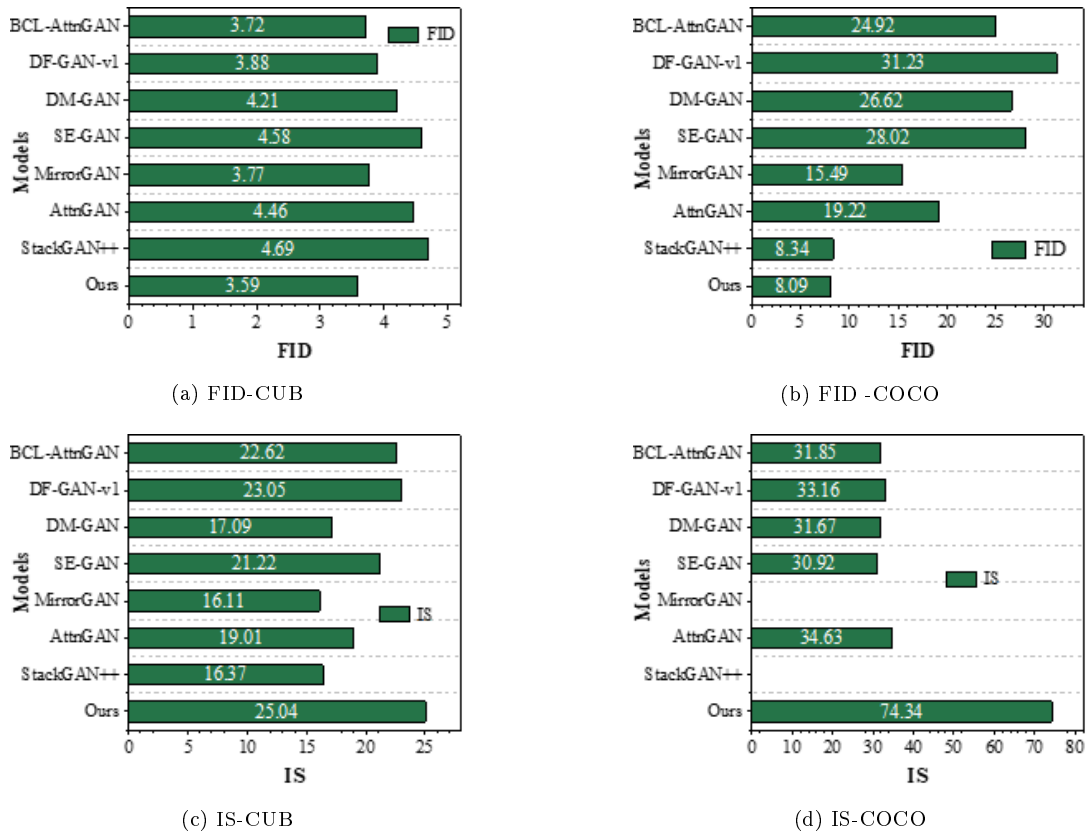 BCL-AttnGAN
3.72
FID
DF-GAN-v1
3.88
DM-GAN
4.21
SE-GAN
4.58
MirrorGAN
3.77
AttnGAN
4.46
StackGAN++
4.69
Ours
3.59
Models
0 1 2 3 4 5
FID
(a) FID-CUB
BCL-AttnGAN
24.92
DF-GAN-v1
31.23
DM-GAN
26.62
SE-GAN
28.02
MirrorGAN
15.49
AttnGAN
19.22
StackGAN++
8.34
FID
Ours
8.09
Models
0 5 10 15 20 25 30
FID
(b) FID -COCO
BCL-AttnGAN
22.62
DF-GAN-v1
23.05
DM-GAN
17.09
SE-GAN
21.22
MirrorGAN
16.11
IS
AttnGAN
19.01
StackGAN++
16.37
Ours
25.04
Models
0 5 10 15 20 25
IS
(c) IS-CUB
BCL-AttnGAN
31.85
DF-GAN-v1
33.16
DM-GAN
31.67
SE-GAN
30.92
IS
MirrorGAN
AttnGAN
34.63
StackGAN++
Ours
74.34
Models
0 10 20 30 40 50 60 70 80
IS
(d) IS-COCO